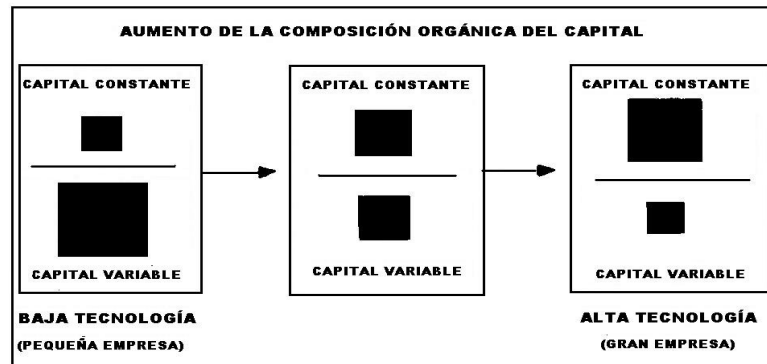 AUMENTO DE LA COMPOSICIÓN ORGÁNICA DEL CAPITAL
CAPITAL CONSTANTE
CAPITAL VARIABLE
CAPITAL CONSTANTE
CAPITAL VARIABLE
CAPITAL CONSTANTE
CAPITAL VARIABLE
BAJA TECNOLOGÍA
(PEQUEÑA EMPRESA)
ALTA TECNOLOGÍA
(GRAN EMPRESA)